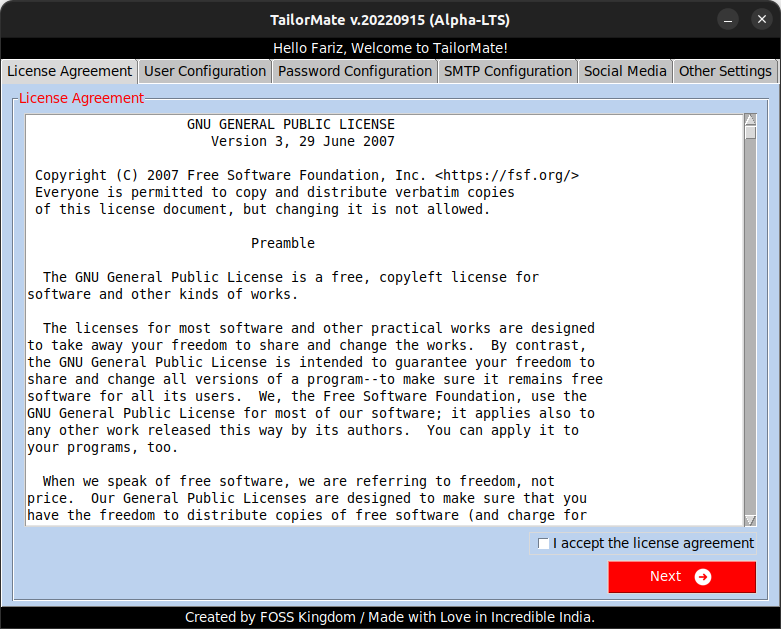 TailorMate v.20220915 (Alpha-LTS)
Hello Fariz, Welcome to TailorMate!
License Agreement User Configuration Password Configuration SMTP Configuration Social Media Other Settings
License Agreement
GNU GENERAL PUBLIC LICENSE
Version 3, 29 June 2007
Copyright (C) 2007 Free Software Foundation, Inc. <https://fsf.org/>
Everyone is permitted to copy and distribute verbatim copies
of this license document, but changing it is not allowed.
Preamble
The GNU General Public License is a free, copyleft license for
software and other kinds of works.
The licenses for most software and other practical works are designed
to take away your freedom to share and change the works.  By contrast,
the GNU General Public License is intended to guarantee your freedom to
share and change all versions of a program--to make sure it remains free
software for all its users.  We, the Free Software Foundation, use the
GNU General Public License for most of our software; it applies also to
any other work released this way by its authors.  You can apply it to
your programs, too.
When we speak of free software, we are referring to freedom, not
price.  Our General Public Licenses are designed to make sure that you
have the freedom to distribute copies of free software (and charge for
I accept the license agreement
Next
Created by FOSS Kingdom / Made with Love in Incredible India.